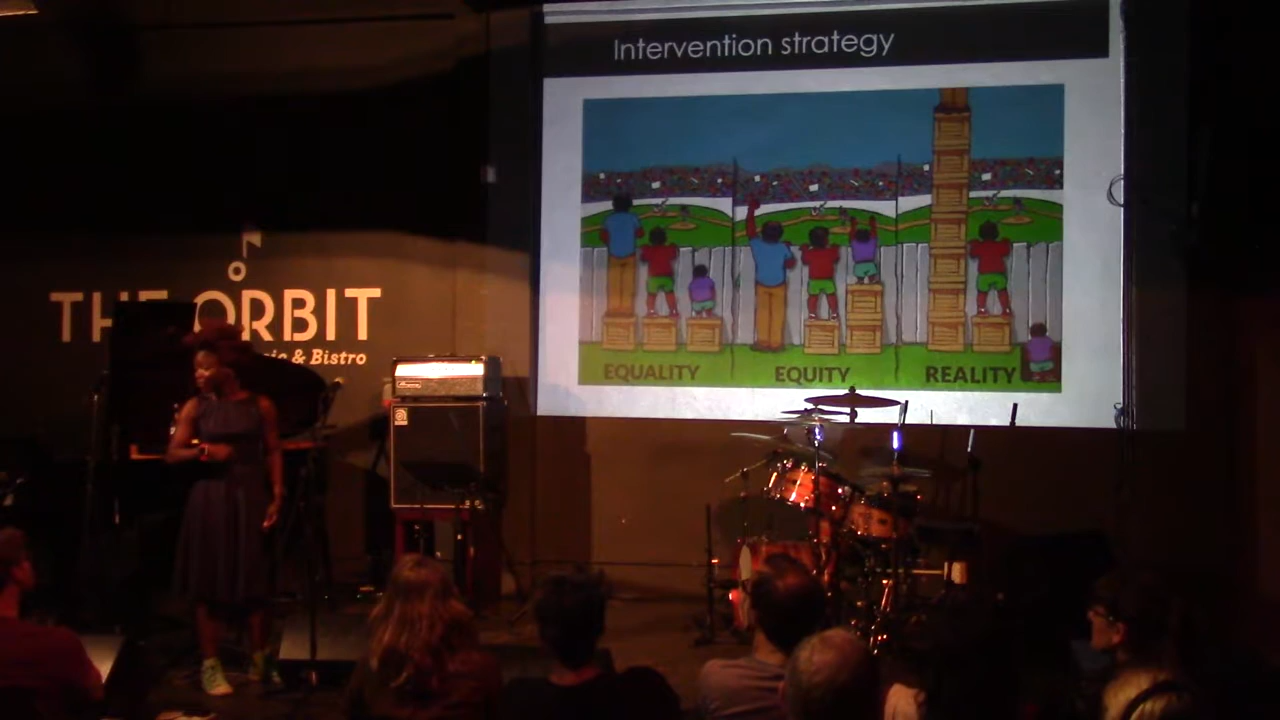 Intervention strategy
EQUALITY
EQUITY
REALITY
THE ORBIT
& Bistro